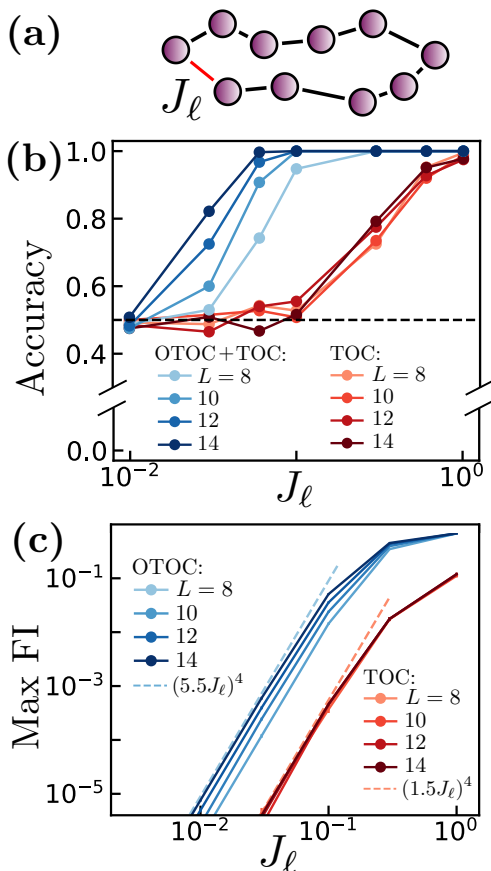 (a)
J_ℓ
(b)
Accuracy
1.0
0.8
0.6
0.4
0.0
OTOC+TOC:
L = 8
10
12
14
TOC:
L = 8
10
12
14
10^{-2}
J_ℓ
10^0
(c)
Max FI
10^{-1}
10^{-3}
10^{-5}
OTOC:
L = 8
10
12
14
(5.5J_ℓ)^4
TOC:
L = 8
10
12
14
(1.5J_ℓ)^4
10^{-2}
10^{-1}
10^0
J_ℓ